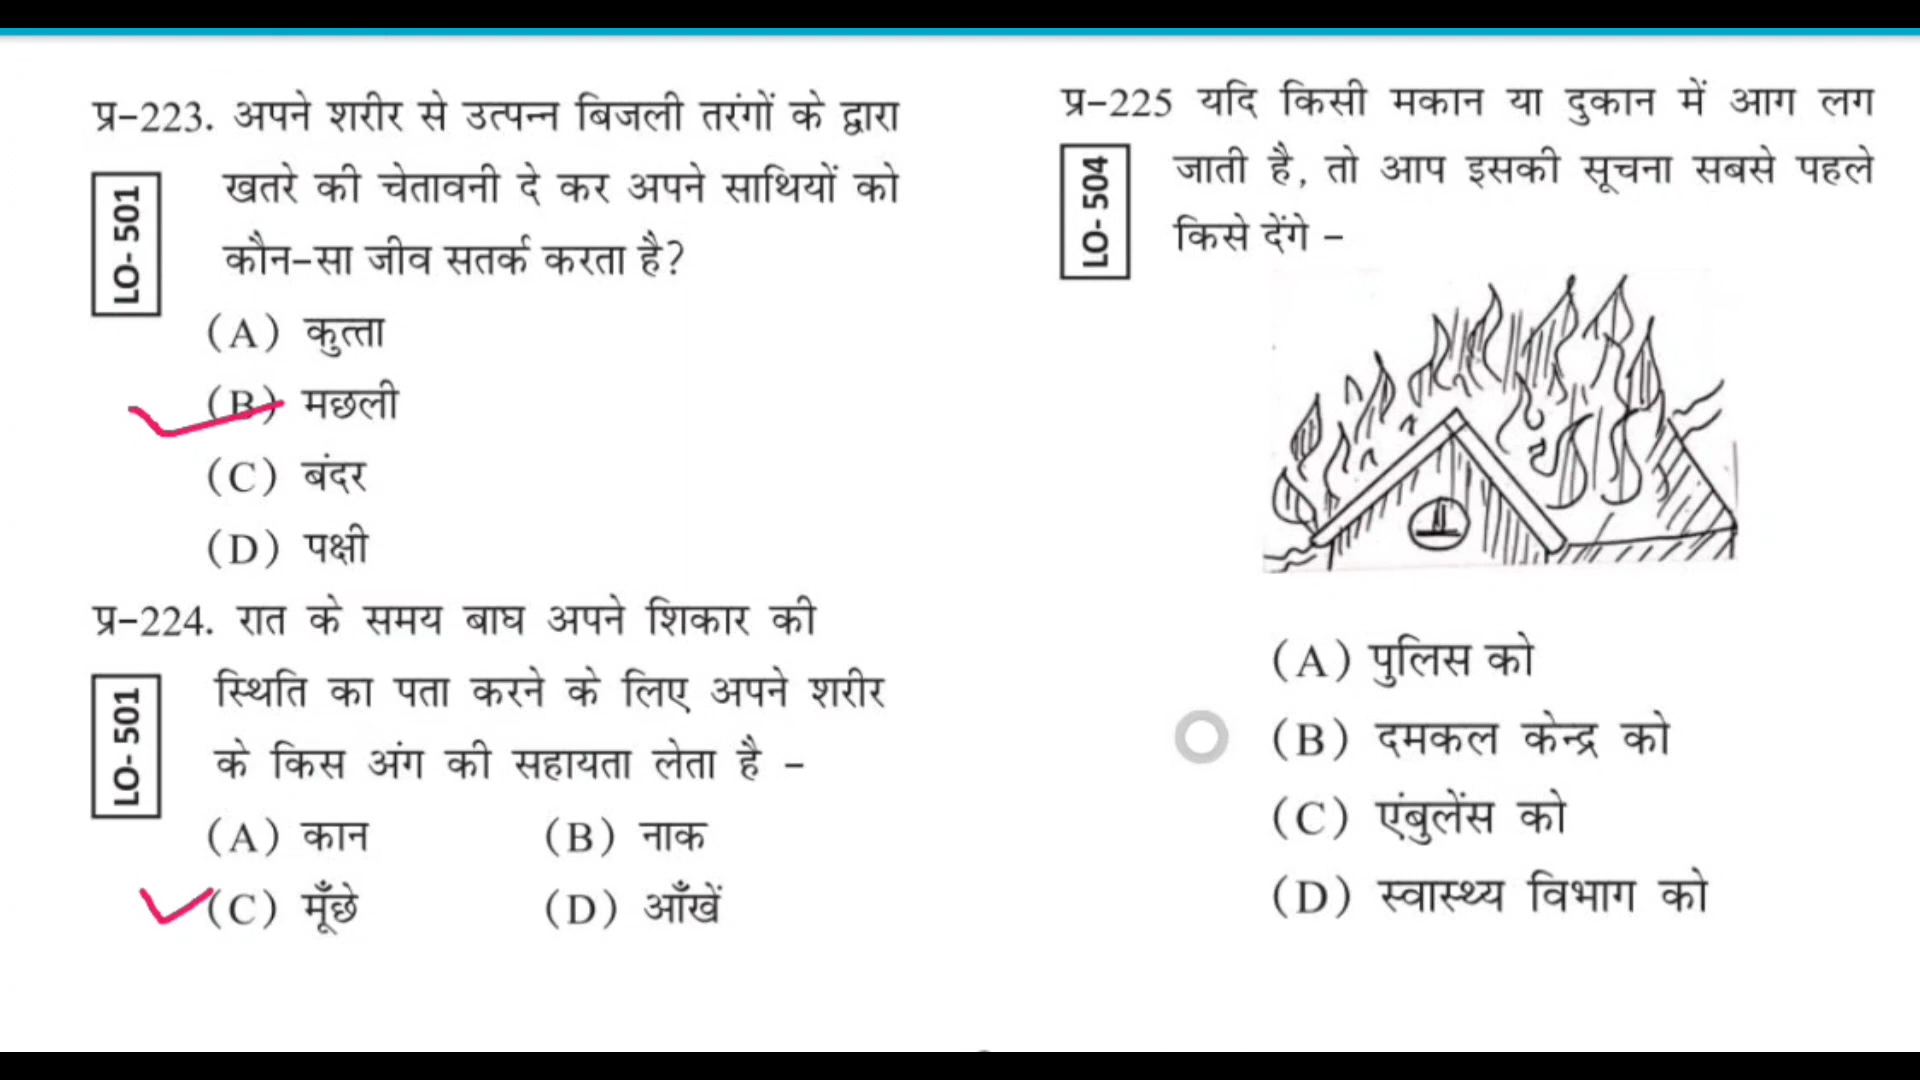 प्र-223. अपने शरीर से उत्पन्न बिजली तरंगों के द्वारा
खतरे की चेतावनी दे कर अपने साथियों को
कौन-सा जीव सतर्क करता है?
LO- 501
(A) कुत्ता
(B) मछली
(C) बंदर
(D) पक्षी
प्र-224. रात के समय बाघ अपने शिकार की
स्थिति का पता करने के लिए अपने शरीर
के किस अंग की सहायता लेता है -
LO- 501
(A) कान (B) नाक
(C) मूँछे (D) आँखें
प्र-225 यदि किसी मकान या दुकान में आग लग
जाती है, तो आप इसकी सूचना सबसे पहले
किसे देंगे -
LO- 504
(A) पुलिस को
(B) दमकल केन्द्र को
(C) एंबुलेंस को
(D) स्वास्थ्य विभाग को